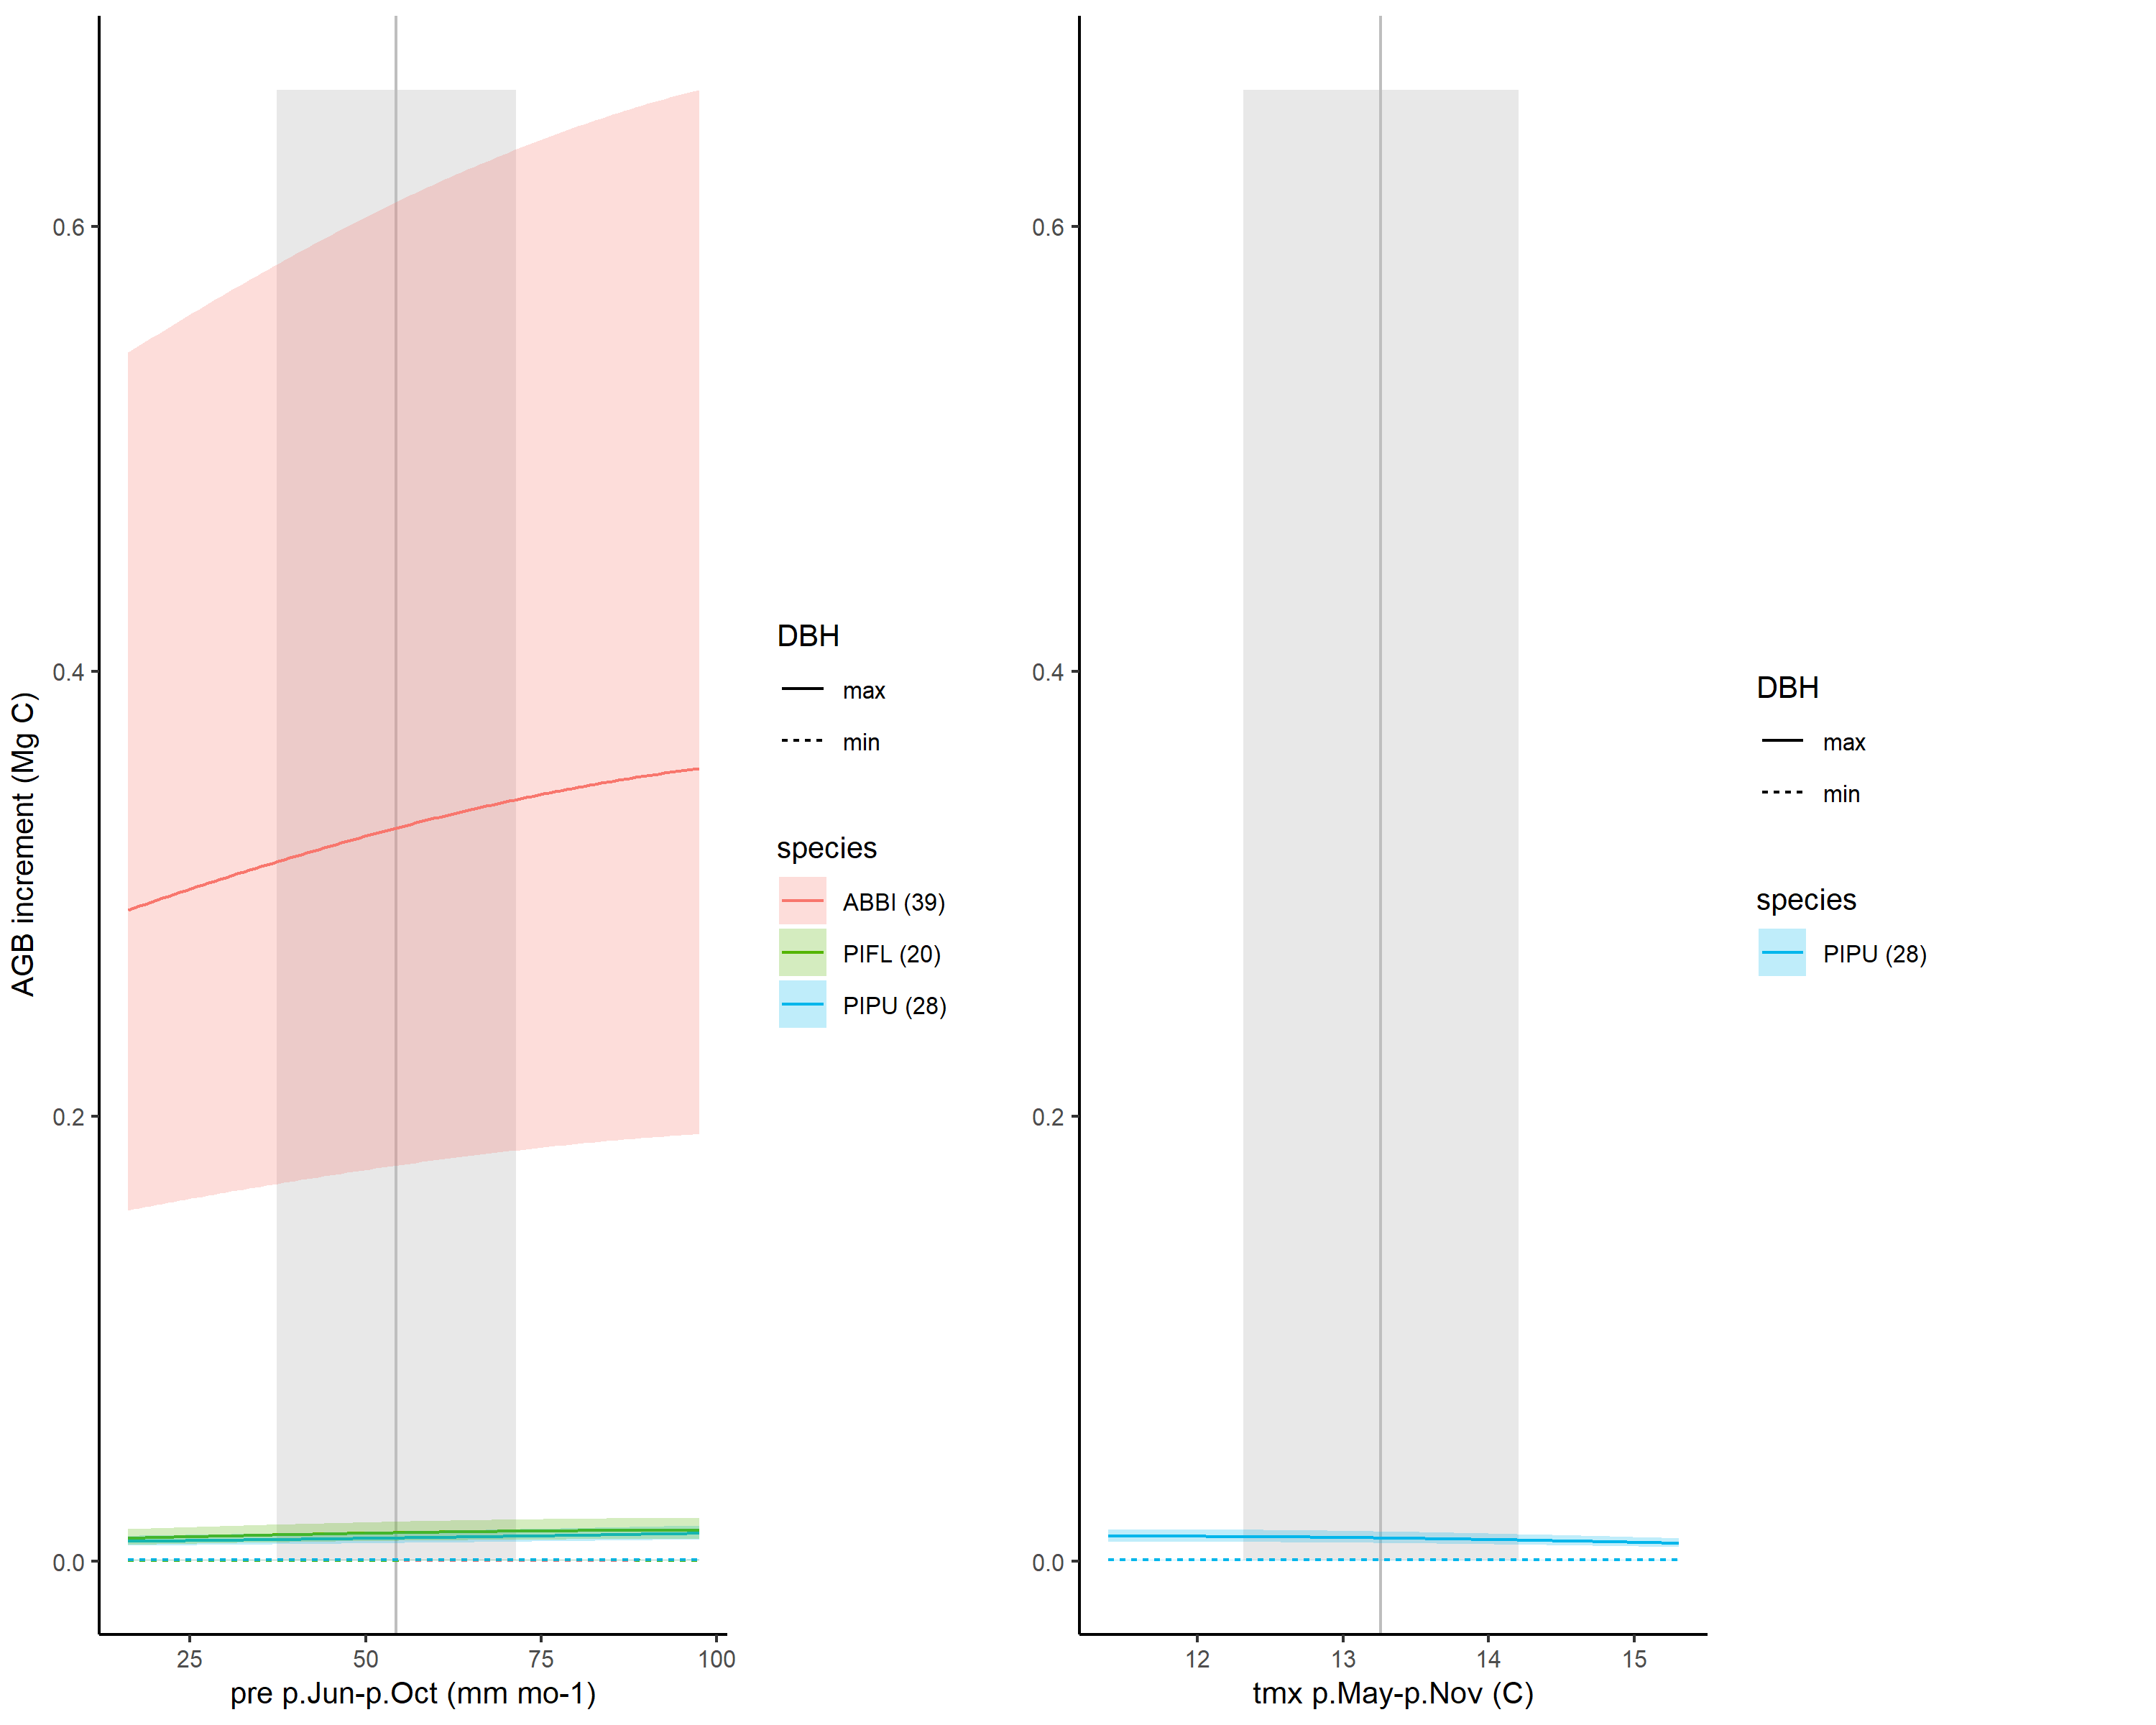 AGB increment (Mg C)
0.6
0.4
0.2
0.0
25 50 75 100
pre p.Jun-p.Oct (mm mo-1)
DBH
max
min
species
ABBI (39)
PIFL (20)
PIPU (28)
0.6
0.4
0.2
0.0
12 13 14 15
tmx p.May-p.Nov (C)
DBH
max
min
species
PIPU (28)